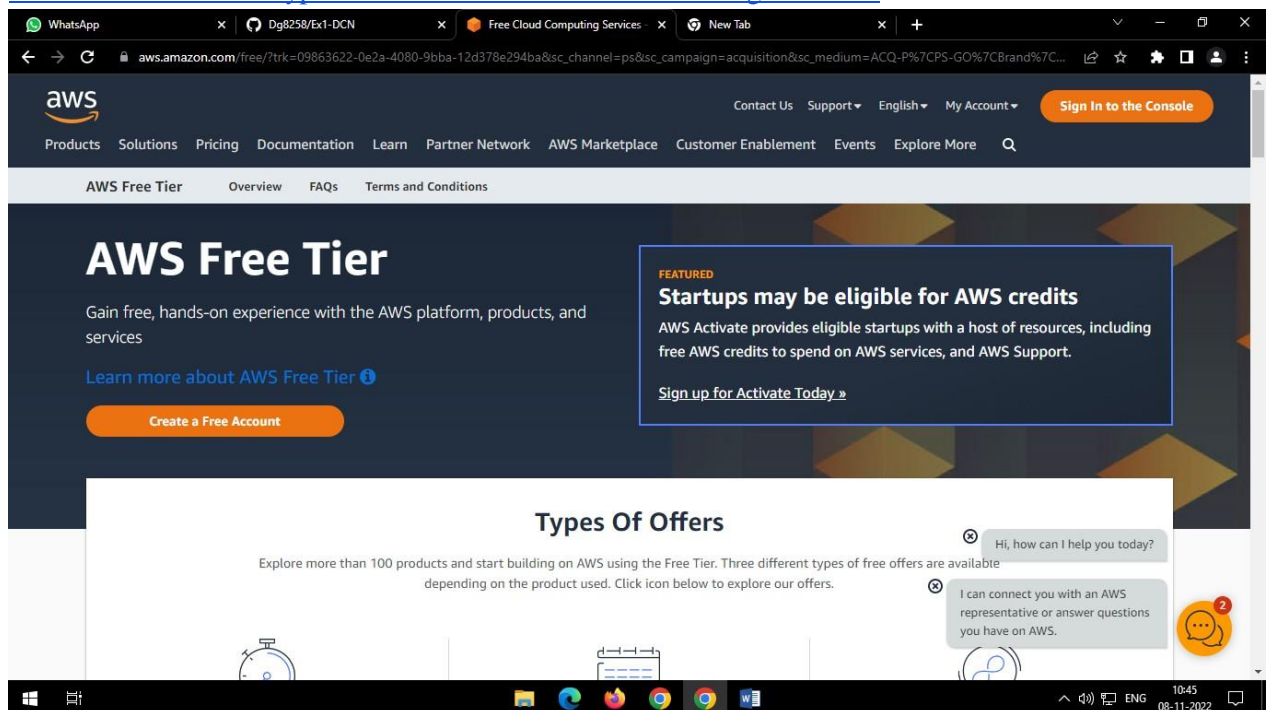 WhatsApp
Dg8258/Ex1-DCN
Free Cloud Computing Services -
New Tab
aws.amazon.com/free/?trk=09863622-0e2a-4080-9bba-12d378e294ba&sc_channel=ps&sc_campaign=acquisition&sc_medium=ACQ-P%7CPS-GO%7CBrand%7C...
aws
Contact Us Support English My Account Sign In to the Console
Products Solutions Pricing Documentation Learn Partner Network AWS Marketplace Customer Enablement Events Explore More
AWS Free Tier Overview FAQs Terms and Conditions
AWS Free Tier
Gain free, hands-on experience with the AWS platform, products, and
services
Learn more about AWS Free Tier
Create a Free Account
FEATURED
Startups may be eligible for AWS credits
AWS Activate provides eligible startups with a host of resources, including
free AWS credits to spend on AWS services, and AWS Support.
Sign up for Activate Today »
Types Of Offers
Explore more than 100 products and start building on AWS using the Free Tier. Three different types of free offers are available
depending on the product used. Click icon below to explore our offers.
Hi, how can I help you today?
I can connect you with an AWS
representative or answer questions
you have on AWS.
2
ENG
10:45
08-11-2022